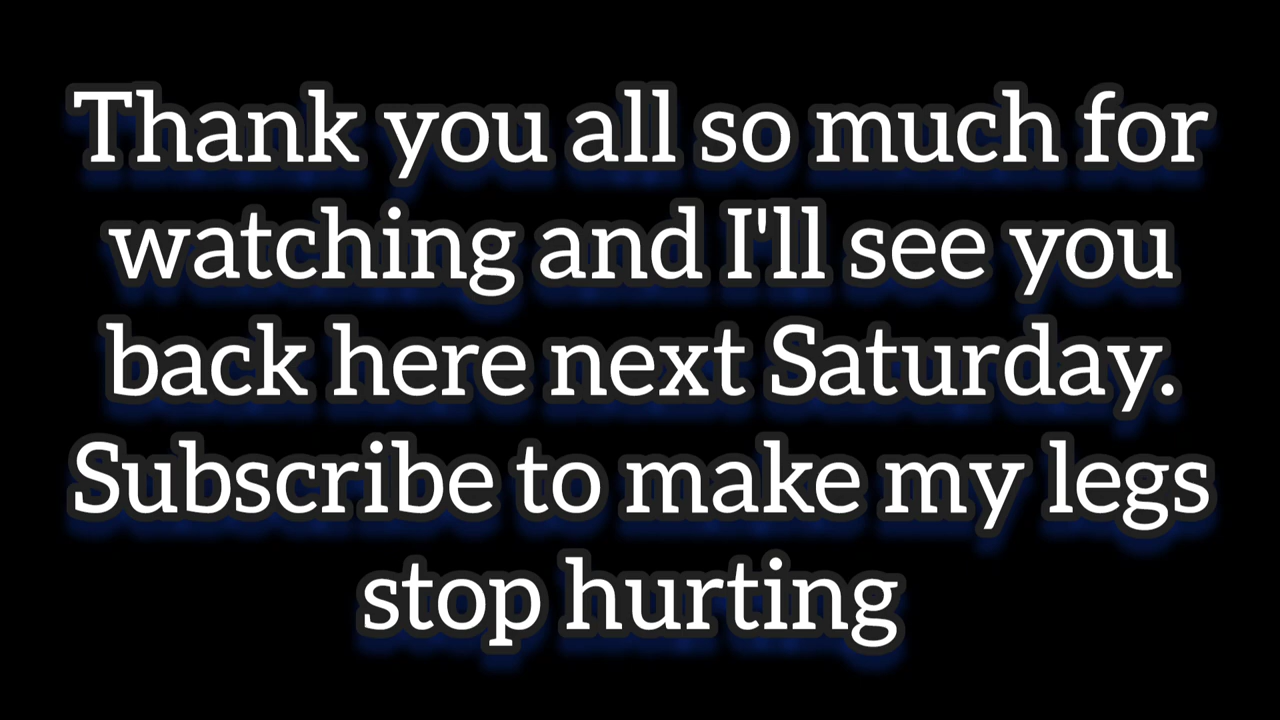 Thank you all so much for
watching and I'll see you
back here next Saturday.
Subscribe to make my legs
stop hurting